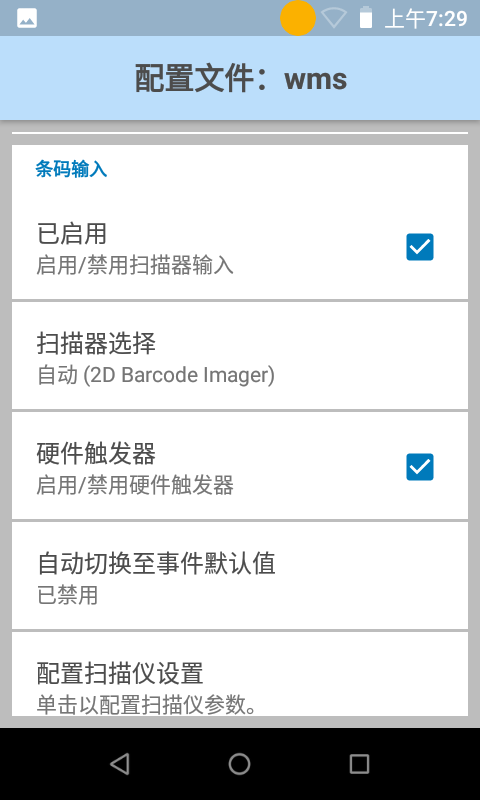 上午7:29
配置文件：wms
条码输入
已启用
启用/禁用扫描器输入
扫描器选择
自动 (2D Barcode Imager)
硬件触发器
启用/禁用硬件触发器
自动切换至事件默认值
已禁用
配置扫描仪设置
单击以配置扫描仪参数。